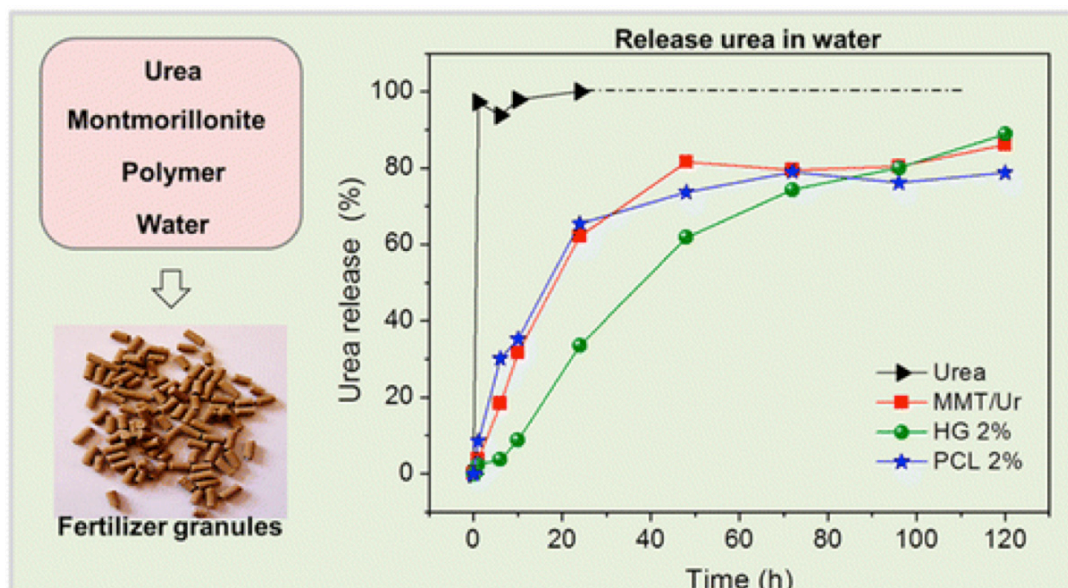 Urea
Montmorillonite
Polymer
Water
Fertilizer granules
Release urea in water
Urea release (%)
100
80
60
40
20
0
Urea
MMT/Ur
HG 2%
PCL 2%
0 20 40 60 80 100 120
Time (h)